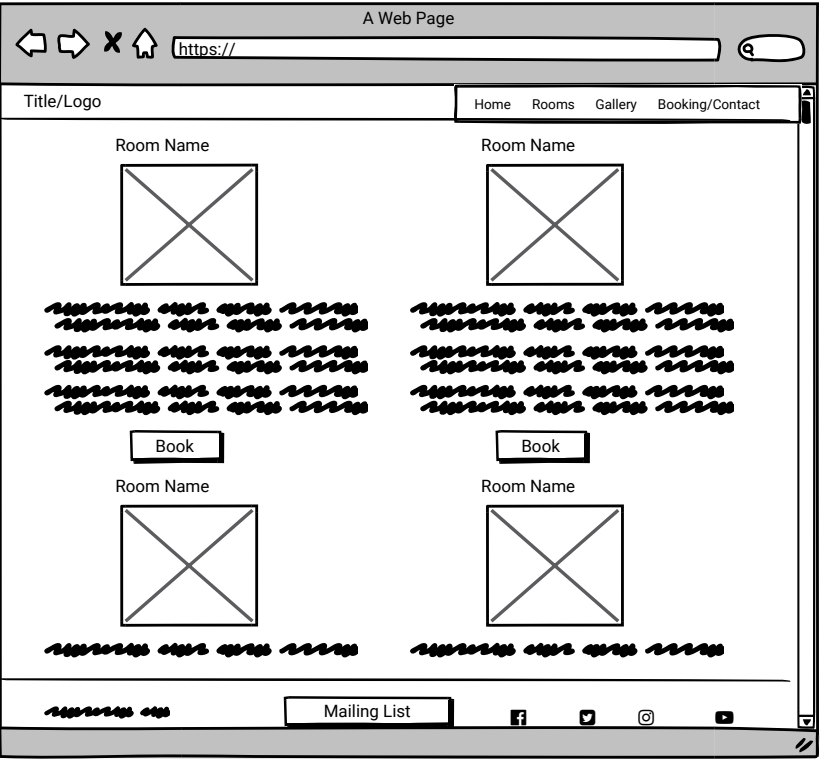 A Web Page
https://
Title/Logo
Home Rooms Gallery Booking/Contact
Room Name Room Name
Book Book
Room Name Room Name
Mailing List